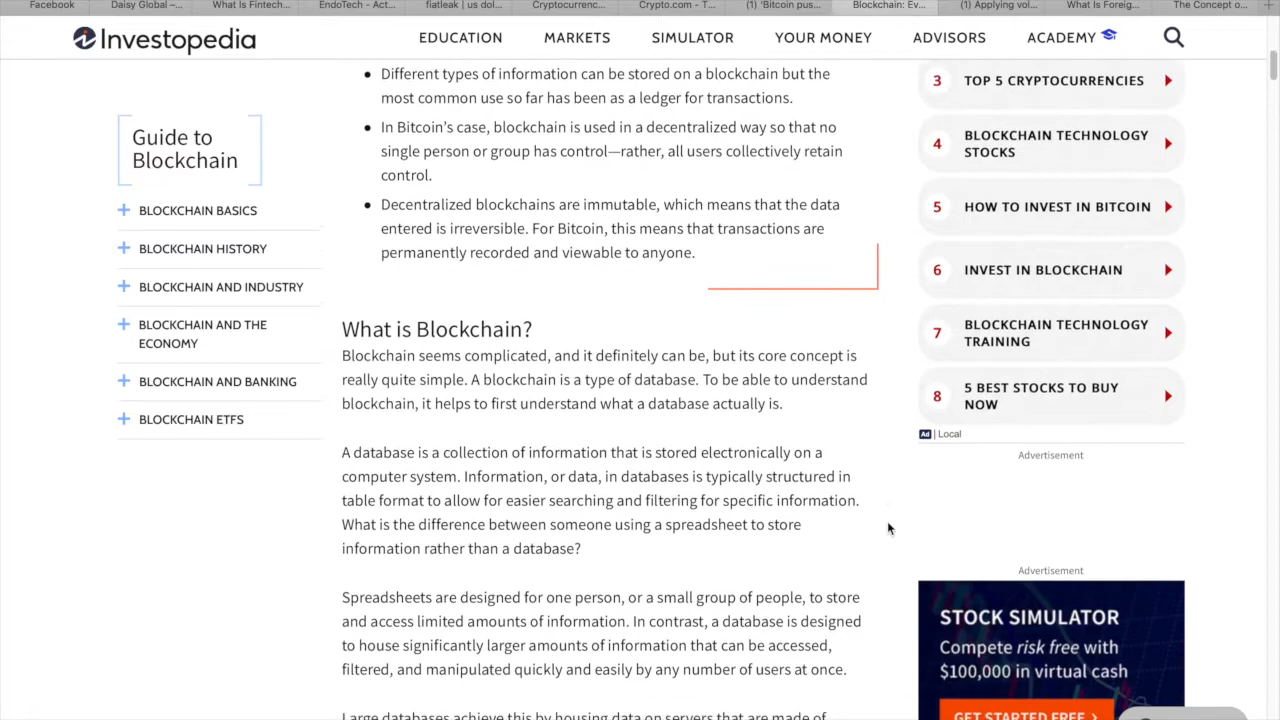 Facebook
Daisy Global –...
What Is Fintech...
EndoTech - Act...
fiatleak | us dol...
Cryptocurrenc...
Crypto.com - T...
(1) 'Bitcoin pus...
Blockchain: Ev...
(1) Applying vol...
What Is Foreig...
The Concept o...
Investopedia
EDUCATION
MARKETS
SIMULATOR
YOUR MONEY
ADVISORS
ACADEMY
Guide to
Blockchain
BLOCKCHAIN BASICS
BLOCKCHAIN HISTORY
BLOCKCHAIN AND INDUSTRY
BLOCKCHAIN AND THE
ECONOMY
BLOCKCHAIN AND BANKING
BLOCKCHAIN ETFS
Different types of information can be stored on a blockchain but the
most common use so far has been as a ledger for transactions.
In Bitcoin's case, blockchain is used in a decentralized way so that no
single person or group has control—rather, all users collectively retain
control.
Decentralized blockchains are immutable, which means that the data
entered is irreversible. For Bitcoin, this means that transactions are
permanently recorded and viewable to anyone.
What is Blockchain?
Blockchain seems complicated, and it definitely can be, but its core concept is
really quite simple. A blockchain is a type of database. To be able to understand
blockchain, it helps to first understand what a database actually is.
A database is a collection of information that is stored electronically on a
computer system. Information, or data, in databases is typically structured in
table format to allow for easier searching and filtering for specific information.
What is the difference between someone using a spreadsheet to store
information rather than a database?
Spreadsheets are designed for one person, or a small group of people, to store
and access limited amounts of information. In contrast, a database is designed
to house significantly larger amounts of information that can be accessed,
filtered, and manipulated quickly and easily by any number of users at once.
Large databases achieve this by housing data on servers that are made of
3 TOP 5 CRYPTOCURRENCIES
4 BLOCKCHAIN TECHNOLOGY
STOCKS
5 HOW TO INVEST IN BITCOIN
6 INVEST IN BLOCKCHAIN
7 BLOCKCHAIN TECHNOLOGY
TRAINING
8 5 BEST STOCKS TO BUY
NOW
Ad | Local
Advertisement
Advertisement
STOCK SIMULATOR
Compete risk free with
$100,000 in virtual cash
GET STARTED FREE